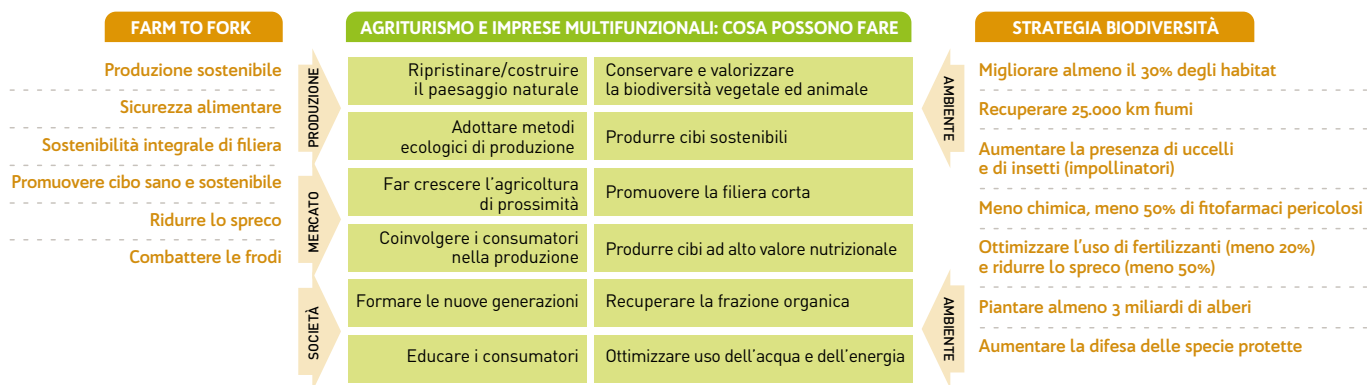 FARM TO FORK
Produzione sostenibile
Sicurezza alimentare
Sostenibilità integrale di filiera
Promuovere cibo sano e sostenibile
Ridurre lo spreco
Combattere le frodi
PRODUZIONE
MERCATO
SOCIETÀ
AGRITURISMO E IMPRESE MULTIFUNZIONALI: COSA POSSONO FARE
Ripristinare/costruire
il paesaggio naturale
Conservare e valorizzare
la biodiversità vegetale ed animale
Adottare metodi
ecologici di produzione
Produrre cibi sostenibili
Far crescere l’agricoltura
di prossimità
Promuovere la filiera corta
Coinvolgere i consumatori
nella produzione
Produrre cibi ad alto valore nutrizionale
Formare le nuove generazioni
Recuperare la frazione organica
Educare i consumatori
Ottimizzare uso dell’acqua e dell’energia
AMBIENTE
AMBIENTE
STRATEGIA BIODIVERSITÀ
Migliorare almeno il 30% degli habitat
Recuperare 25.000 km fiumi
Aumentare la presenza di uccelli
e di insetti (impollinatori)
Meno chimica, meno 50% di fitofarmaci pericolosi
Ottimizzare l’uso di fertilizzanti (meno 20%)
e ridurre lo spreco (meno 50%)
Piantare almeno 3 miliardi di alberi
Aumentare la difesa delle specie protette